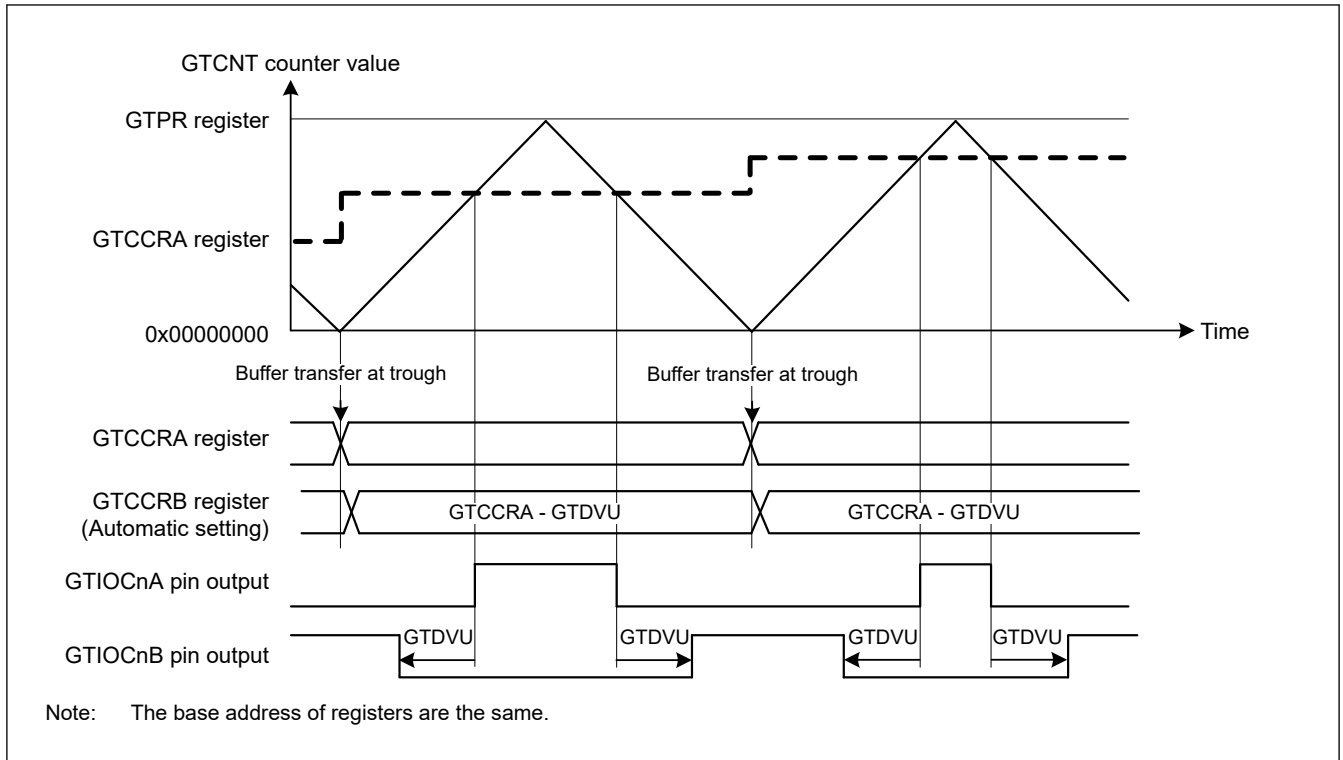 GTCNT counter value
GTPR register
GTCCRA register
0x00000000
Time
Buffer transfer at trough
Buffer transfer at trough
GTCCRA register
GTCCRB register
(Automatic setting)
GTCCRA - GTDVU
GTCCRA - GTDVU
GTIOCnA pin output
GTIOCnB pin output
GTDVU
GTDVU
GTDVU
GTDVU
Note: The base address of registers are the same.